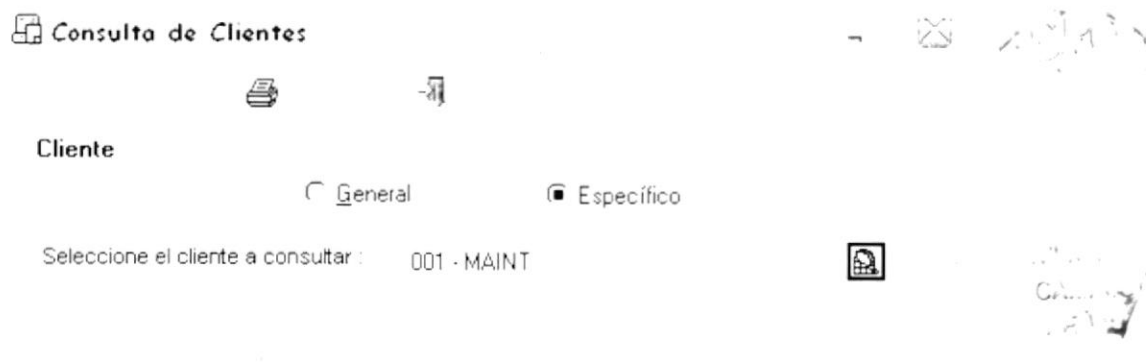 Consulta de Clientes
Cliente
General
Específico
Seleccione el cliente a consultar :
001 - MAINT